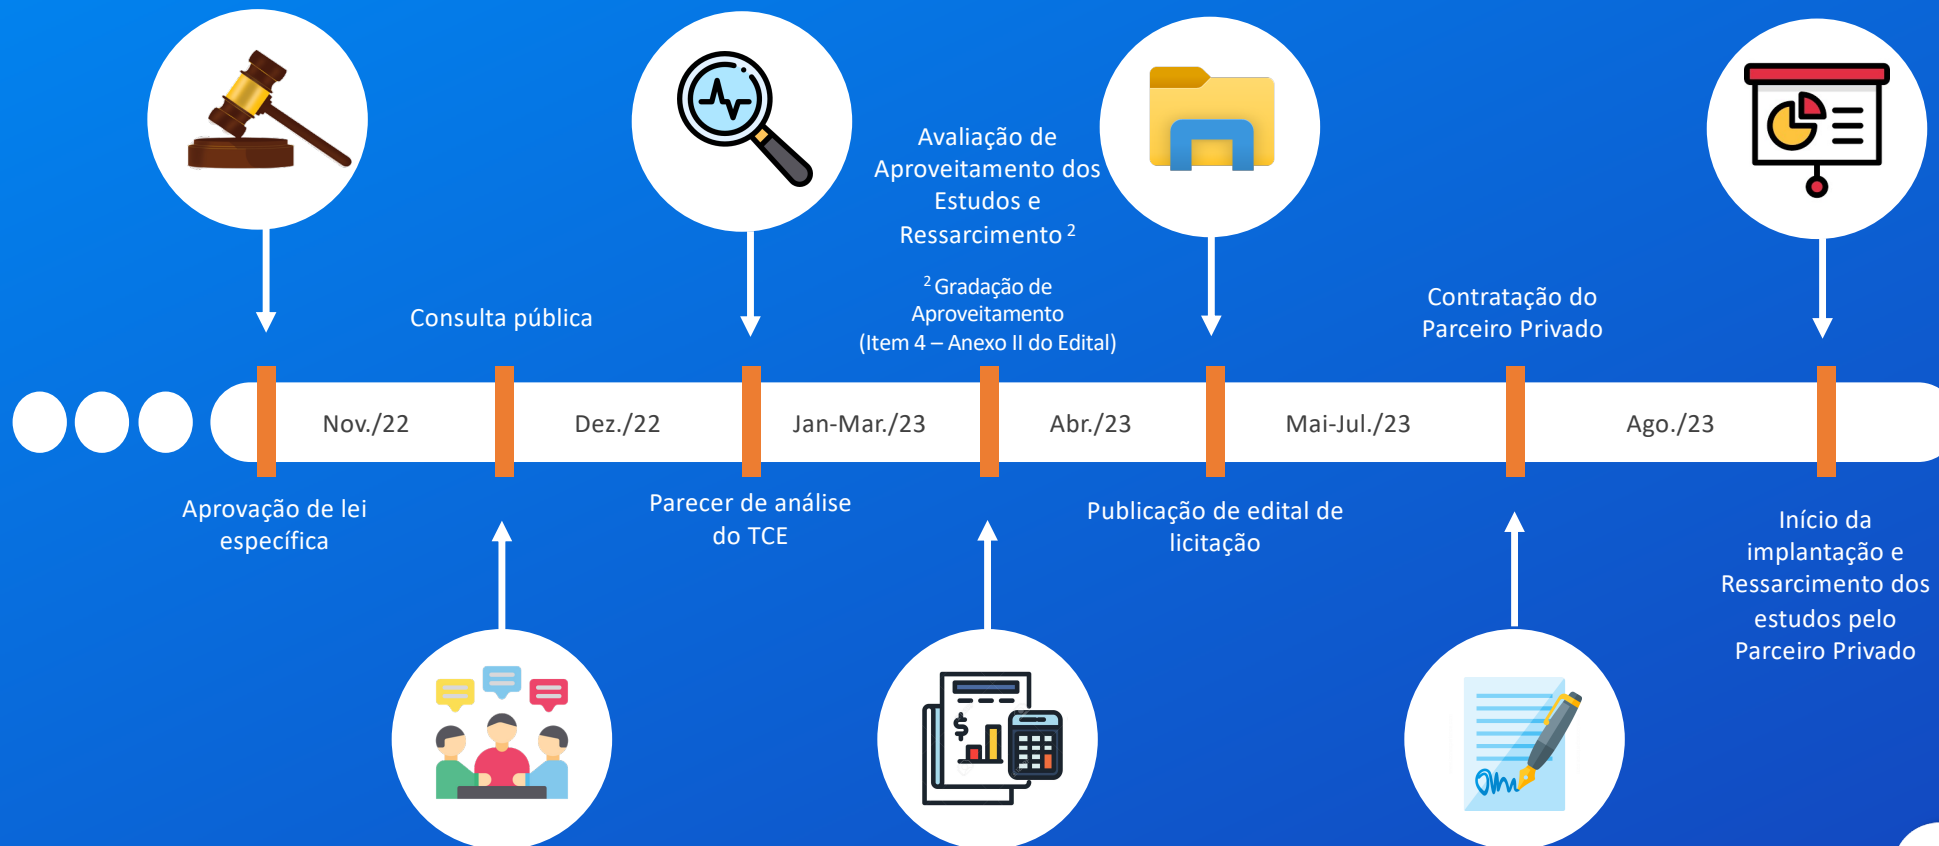 Avaliação de
Aproveitamento dos
Estudos e
Ressarcimento ²
² Gradação de
Aproveitamento
(Item 4 – Anexo II do Edital)
Consulta pública
Contratação do
Parceiro Privado
Nov./22
Dez./22
Jan-Mar./23
Abr./23
Mai-Jul./23
Ago./23
Aprovação de lei
específica
Parecer de análise
do TCE
Publicação de edital de
licitação
Início da
implantação e
Ressarcimento dos
estudos pelo
Parceiro Privado
$